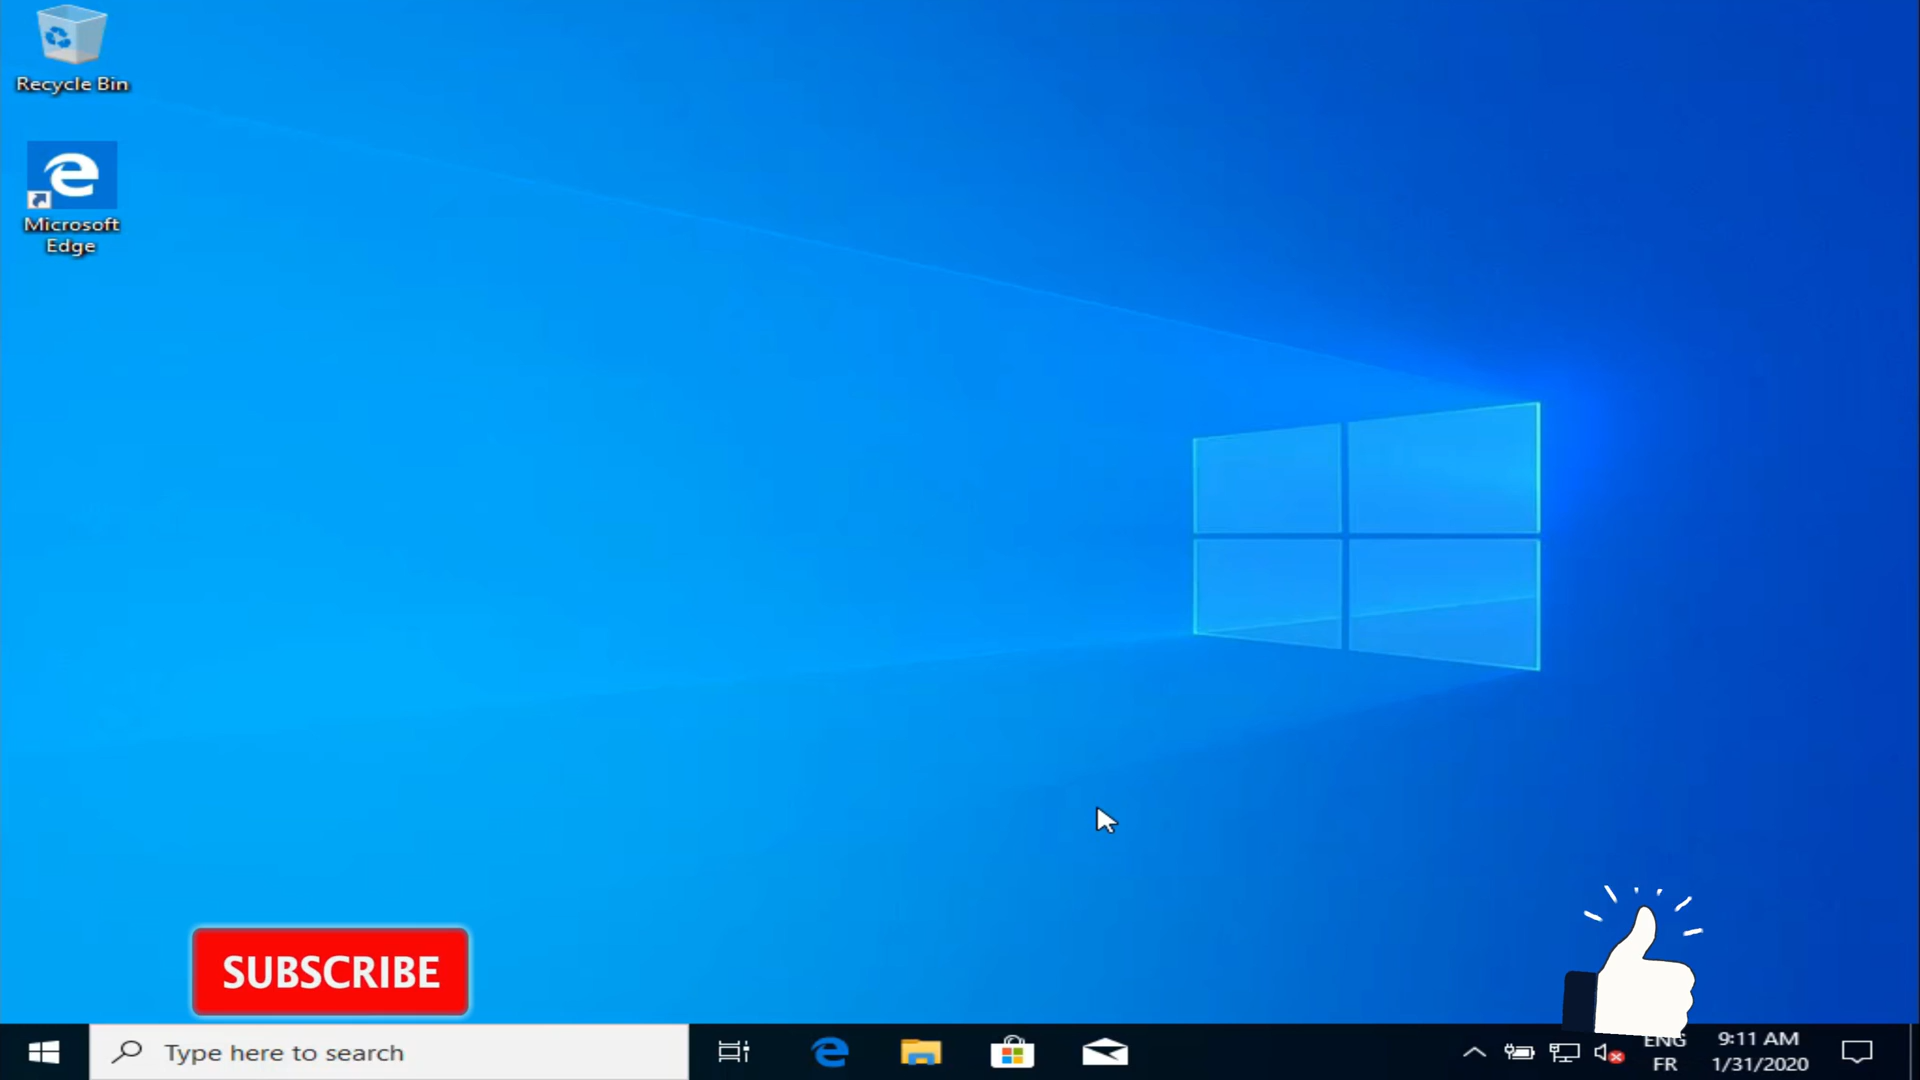 Recycle Bin
Microsoft
Edge
SUBSCRIBE
Type here to search
ENG
FR
9:11 AM
1/31/2020